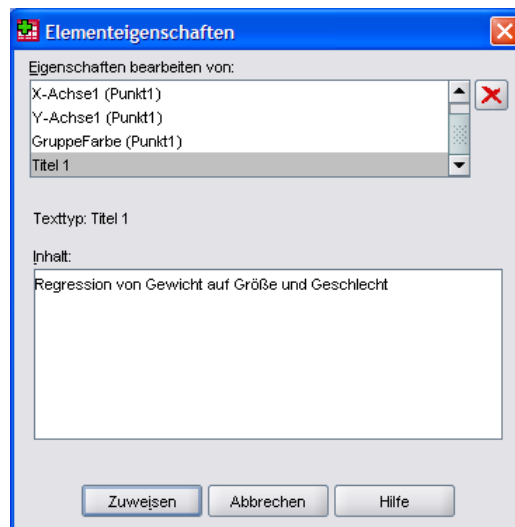 Elementeigenschaften
Eigenschaften bearbeiten von:
X-Achse1 (Punkt1)
Y-Achse1 (Punkt1)
GruppeFarbe (Punkt1)
Titel 1
Texttyp: Titel 1
Inhalt:
Regression von Gewicht auf Größe und Geschlecht
Zuweisen Abbrechen Hilfe